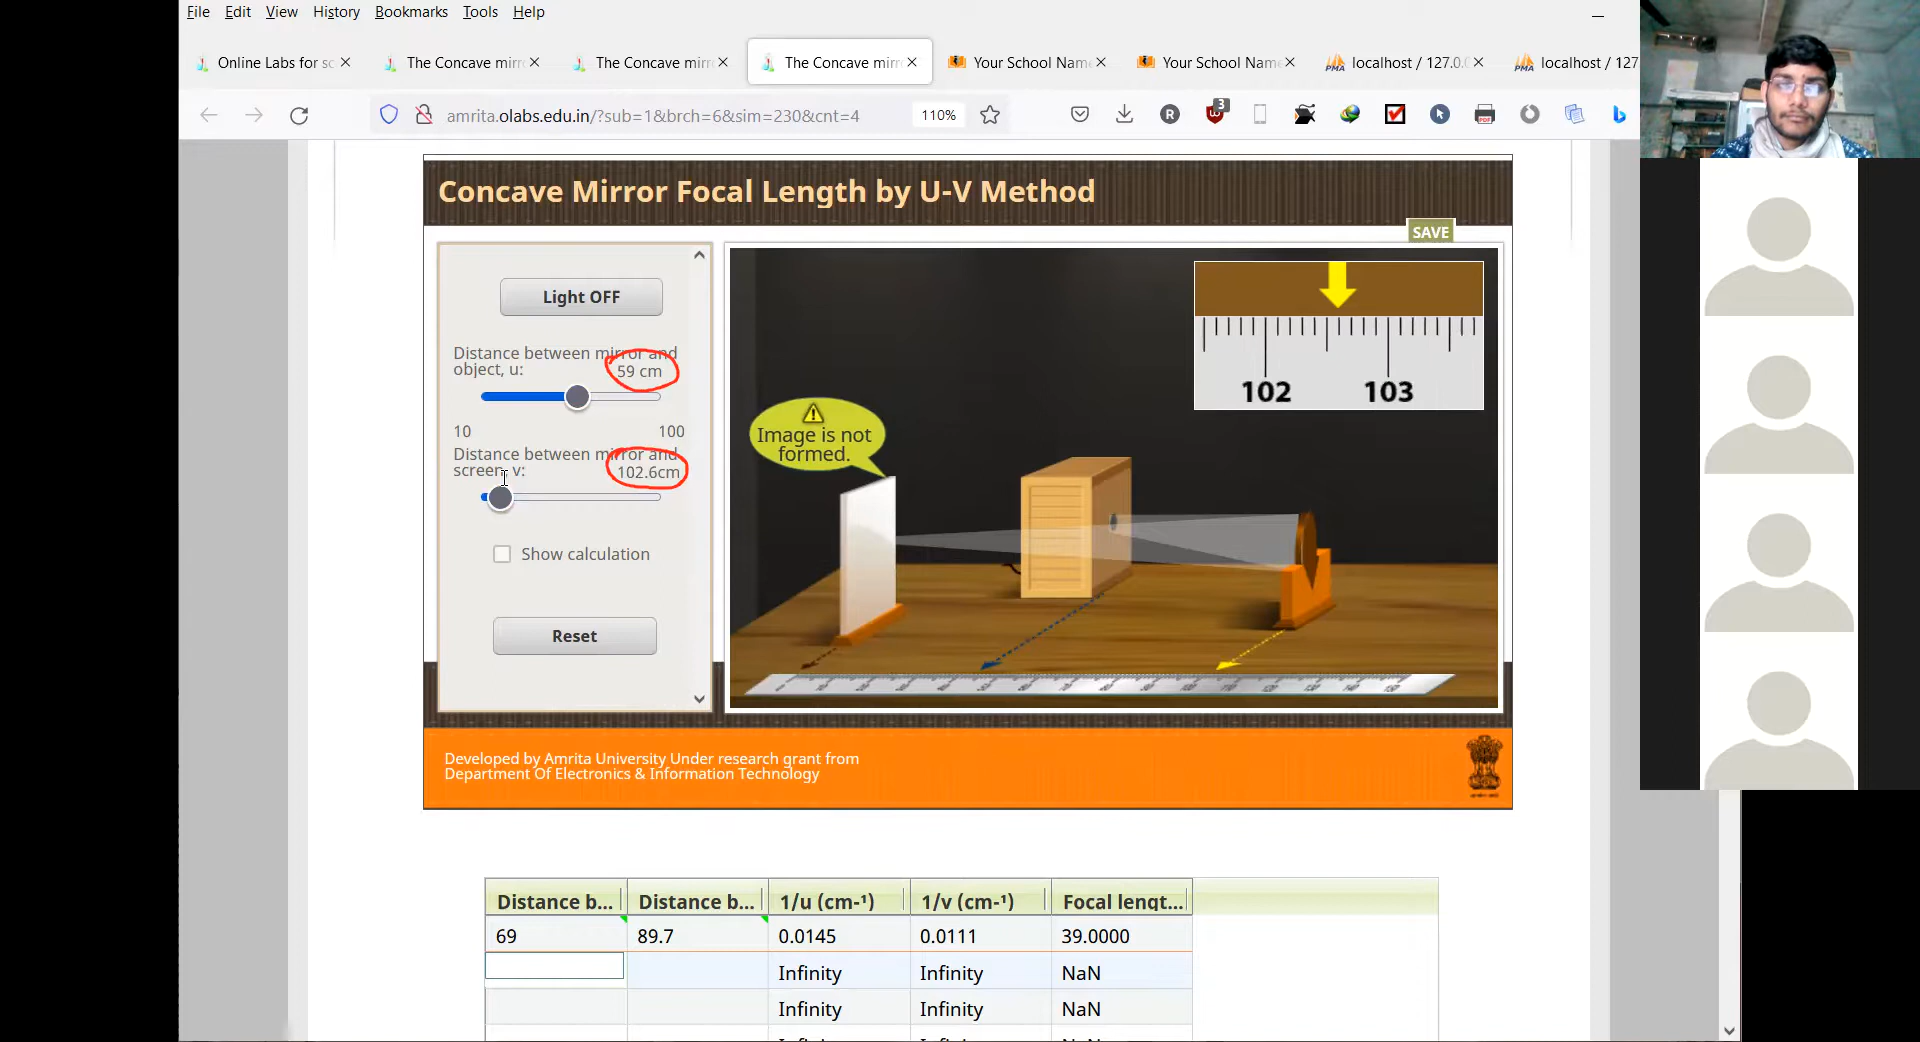 File Edit View History Bookmarks Tools Help
Online Labs for sc
The Concave mirr
The Concave mirr
The Concave mirr
Your School Name
Your School Name
localhost / 127.0.0
localhost / 127
amrita.olabs.edu.in/?sub=1&brch=6&sim=230&cnt=4
110%
R
3
Concave Mirror Focal Length by U-V Method
SAVE
Light OFF
Distance between mirror and
object, u: 59 cm
10 100
Distance between mirror and
screen, v: 102.6cm
Show calculation
Reset
102 103
Image is not
formed.
Developed by Amrita University Under research grant from
Department Of Electronics & Information Technology
Distance b... Distance b... 1/u (cm-¹) 1/v (cm-¹) Focal lengt...
69 89.7 0.0145 0.0111 39.0000
Infinity Infinity NaN
Infinity Infinity NaN